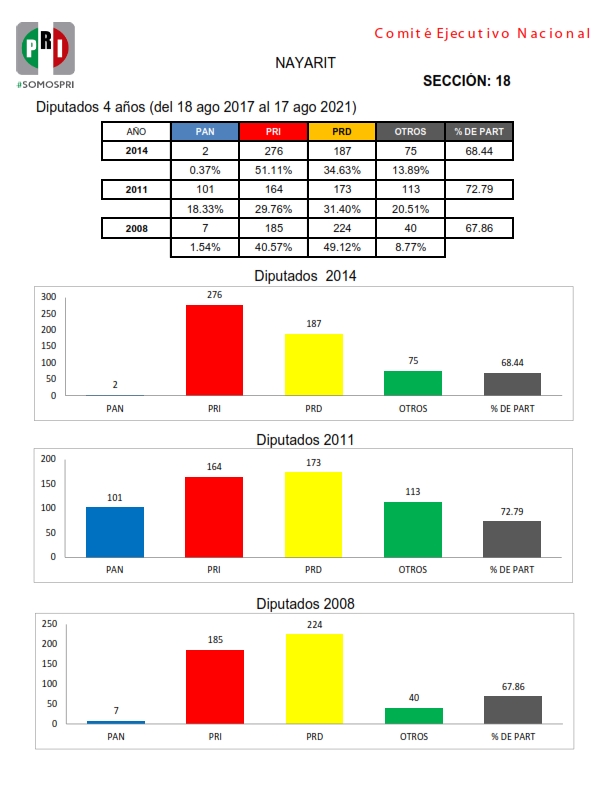 PRI
#SOMOSPRI
Comité Ejecutivo Nacional
NAYARIT
SECCIÓN: 18
Diputados 4 años (del 18 ago 2017 al 17 ago 2021)
AÑO PAN PRI PRD OTROS % DE PART
2014 2 276 187 75 68.44
0.37% 51.11% 34.63% 13.89%
2011 101 164 173 113 72.79
18.33% 29.76% 31.40% 20.51%
2008 7 185 224 40 67.86
1.54% 40.57% 49.12% 8.77%
Diputados 2014
300
250
200
150
100
50
0
2 276 187 75 68.44
PAN PRI PRD OTROS % DE PART
Diputados 2011
200
150
100
50
0
101 164 173 113 72.79
PAN PRI PRD OTROS % DE PART
Diputados 2008
250
200
150
100
50
0
7 185 224 40 67.86
PAN PRI PRD OTROS % DE PART